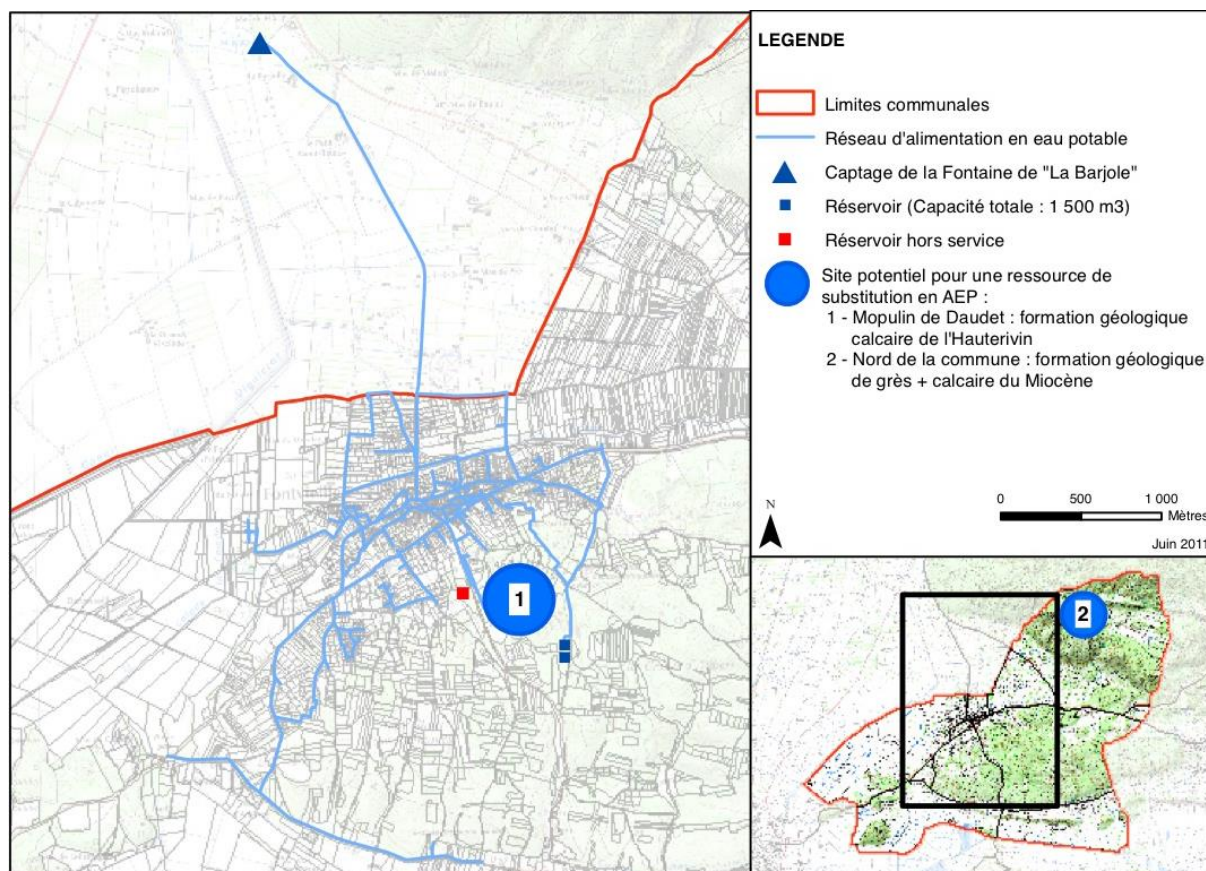 LEGENDE
Limites communales
Réseau d'alimentation en eau potable
Captage de la Fontaine de "La Barjole"
Réservoir (Capacité totale : 1 500 m3)
Réservoir hors service
Site potentiel pour une ressource de
substitution en AEP :
1 - Mopulin de Daudet : formation géologique
calcaire de l'Hauterivin
2 - Nord de la commune : formation géologique
de grès + calcaire du Miocène
N
0 500 1 000
Mètres
Juin 2011
1
2